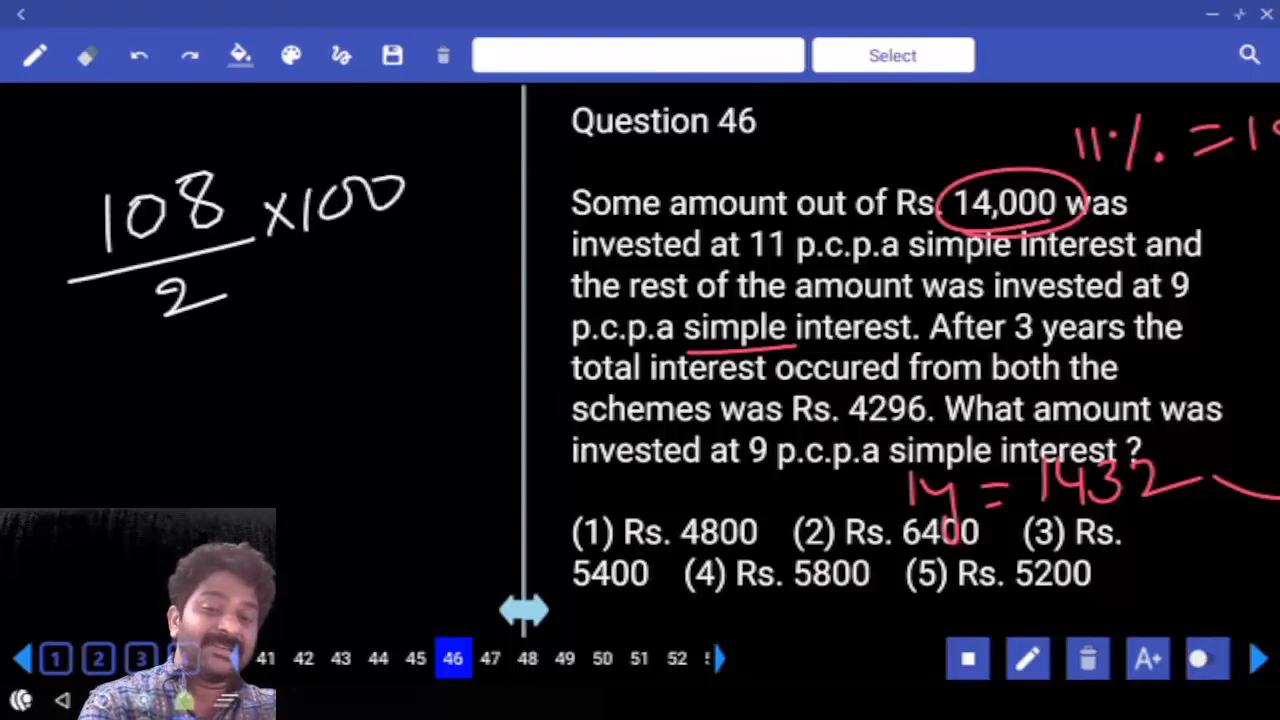 Select
Question 46
11% = 1
Some amount out of Rs. 14,000 was
invested at 11 p.c.p.a simple interest and
the rest of the amount was invested at 9
p.c.p.a simple interest. After 3 years the
total interest occured from both the
schemes was Rs. 4296. What amount was
invested at 9 p.c.p.a simple interest ?
1y = 1432
(1) Rs. 4800 (2) Rs. 6400 (3) Rs.
5400 (4) Rs. 5800 (5) Rs. 5200
108 x100
2
1 2 3 41 42 43 44 45 46 47 48 49 50 51 52
A+